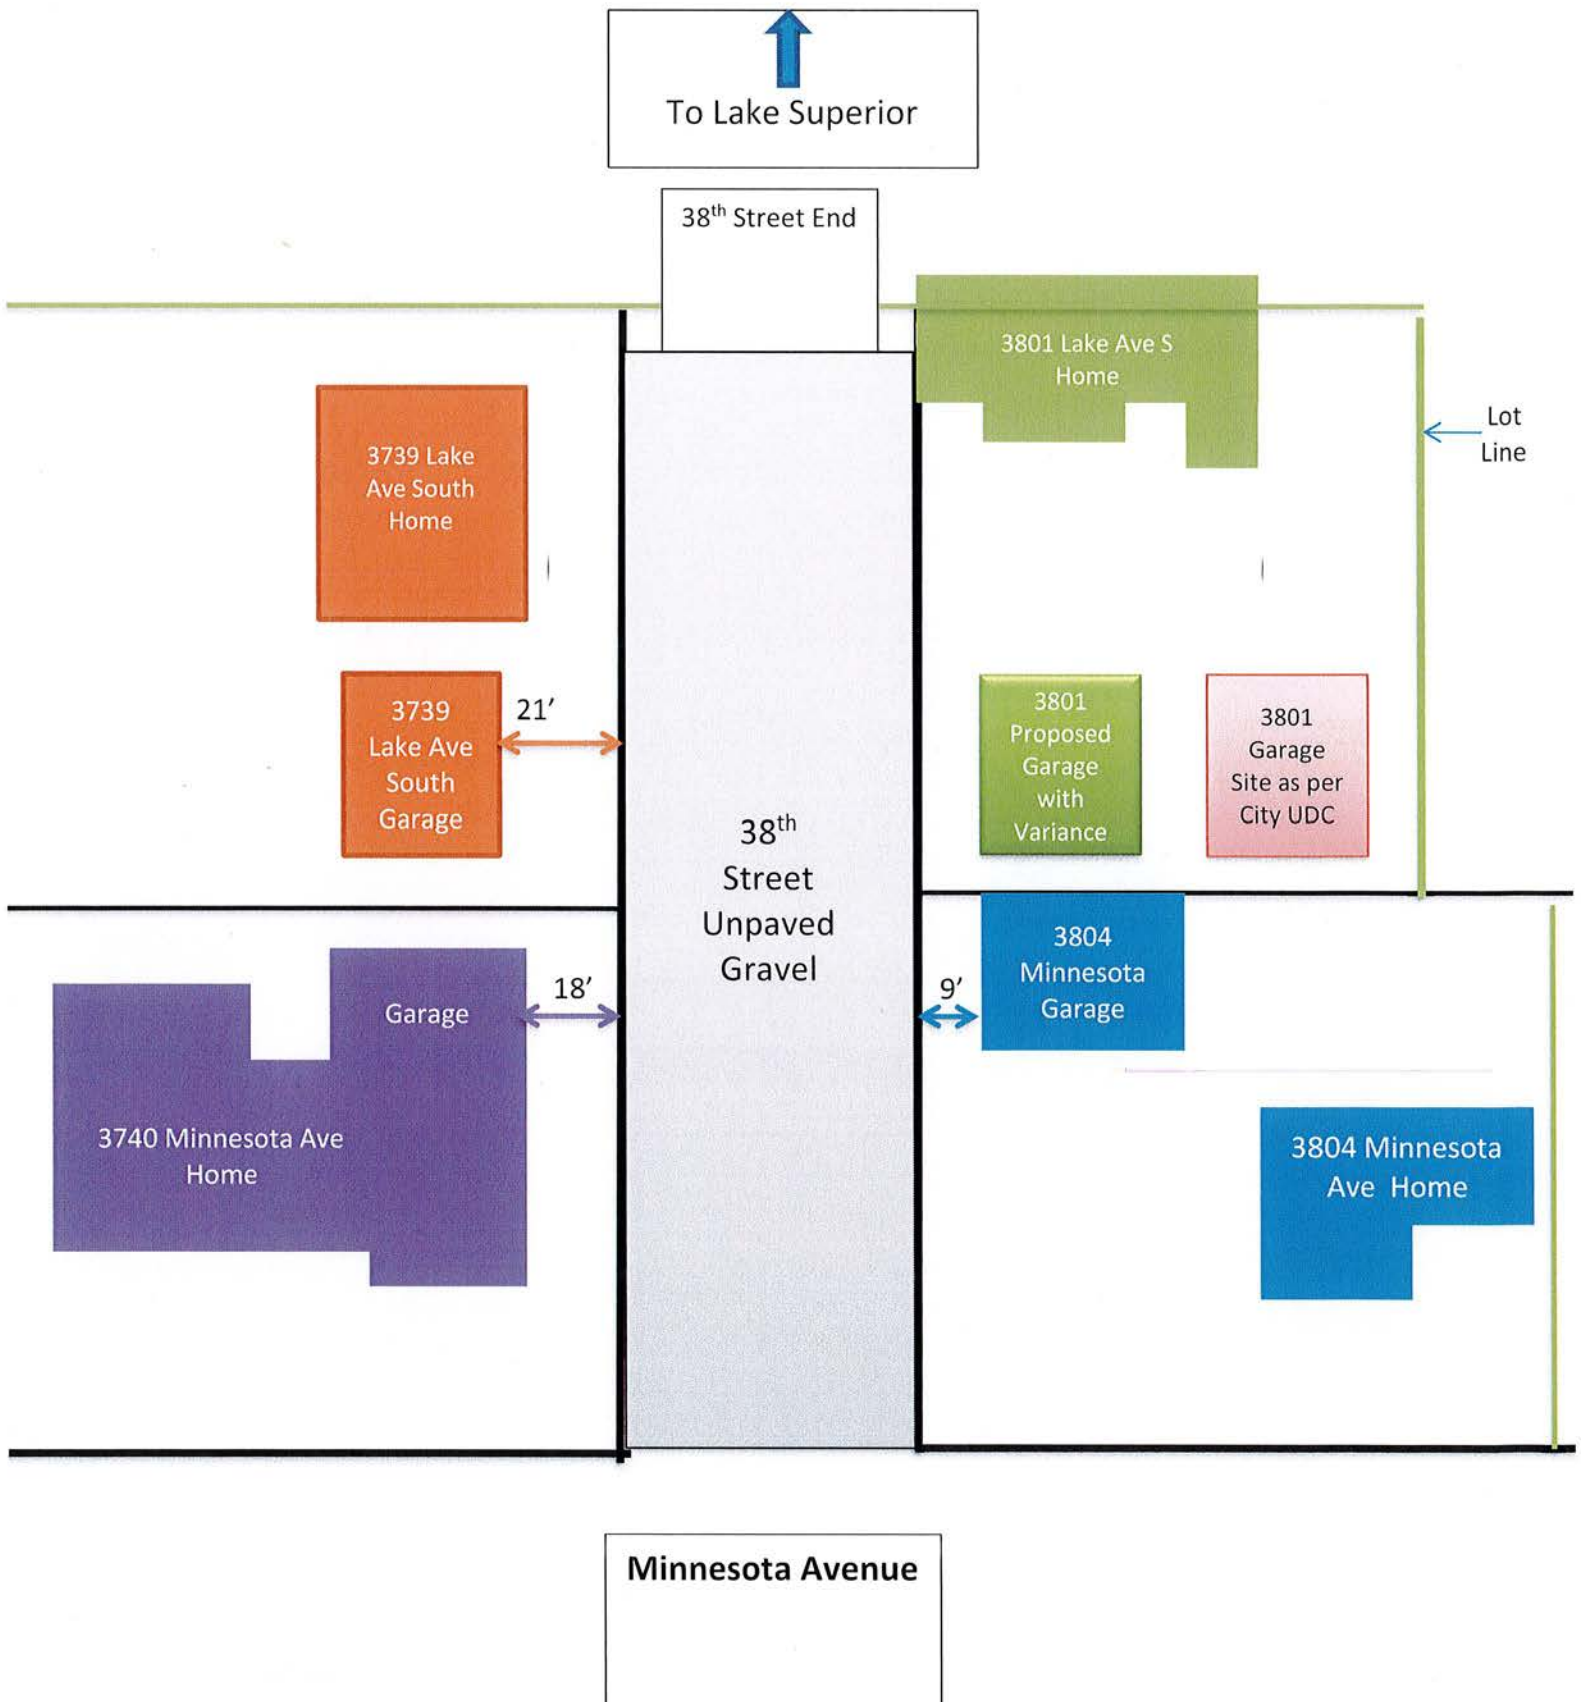 To Lake Superior
38th Street End
3801 Lake Ave S
Home
Lot
Line
3739 Lake
Ave South
Home
3739
Lake Ave
South
Garage
21’
3801
Proposed
Garage
with
Variance
3801
Garage
Site as per
City UDC
38th
Street
Unpaved
Gravel
Garage
18’
9’
3804
Minnesota
Garage
3740 Minnesota Ave
Home
3804 Minnesota
Ave Home
Minnesota Avenue